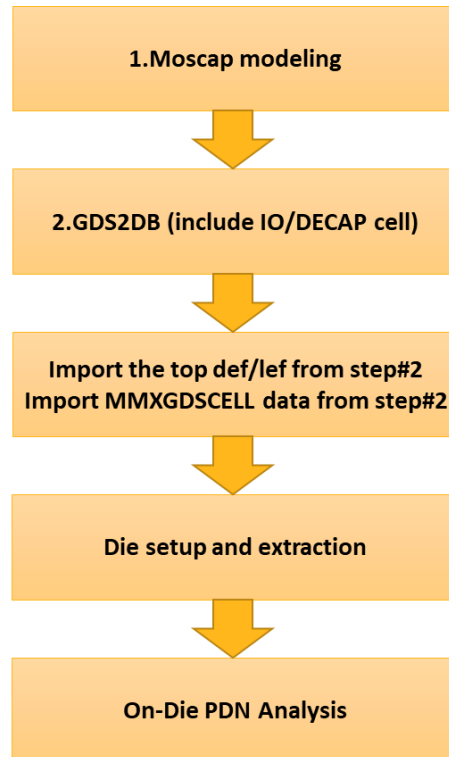 1.Moscap modeling
2.GDS2DB (include IO/DECAP cell)
Import the top def/lef from step#2
Import MMXGDSCELL data from step#2
Die setup and extraction
On-Die PDN Analysis